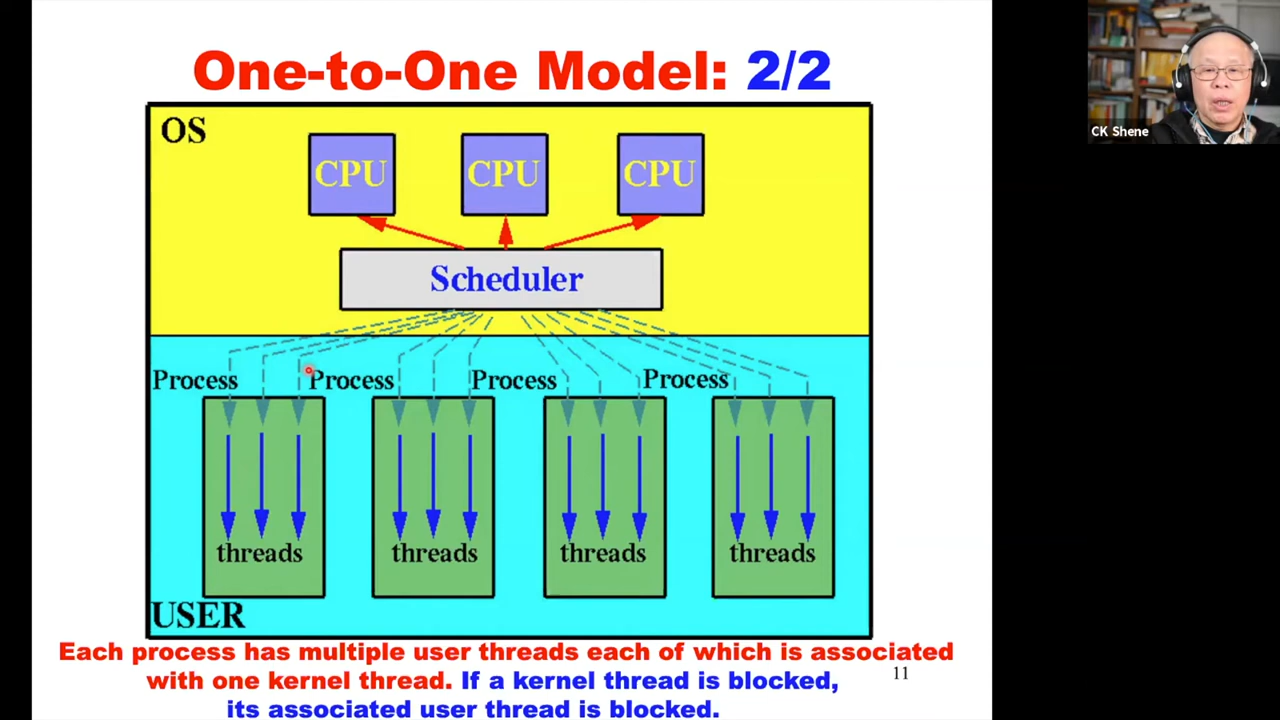 One-to-One Model: 2/2
CK Shene
OS
CPU CPU CPU
Scheduler
Process Process Process Process
threads threads threads threads
USER
Each process has multiple user threads each of which is associated
with one kernel thread. If a kernel thread is blocked,
its associated user thread is blocked.
11